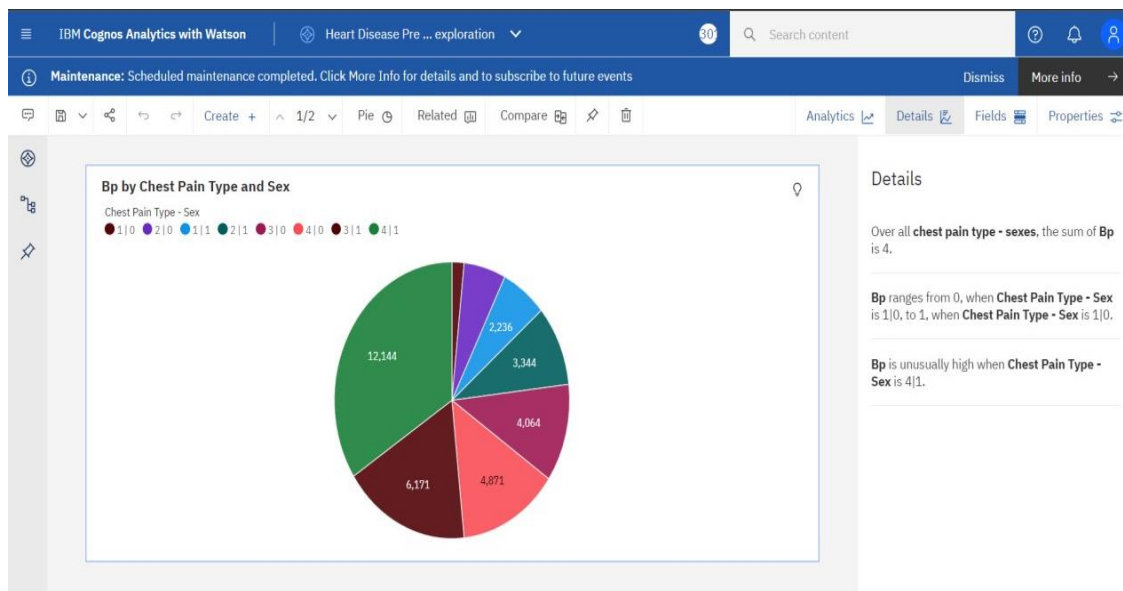 IBM Cognos Analytics with Watson
Heart Disease Pre ... exploration
30
Search content
Maintenance: Scheduled maintenance completed. Click More Info for details and to subscribe to future events
Dismiss
More info
Create +
1/2
Pie
Related
Compare
Analytics
Details
Fields
Properties
Bp by Chest Pain Type and Sex
Chest Pain Type - Sex
1|0 2|0 1|1 2|1 3|0 4|0 3|1 4|1
2,236
12,144
3,344
4,064
6,171
4,871
Details
Over all chest pain type - sexes, the sum of Bp
is 4.
Bp ranges from 0, when Chest Pain Type - Sex
is 1|0, to 1, when Chest Pain Type - Sex is 1|0.
Bp is unusually high when Chest Pain Type -
Sex is 4|1.